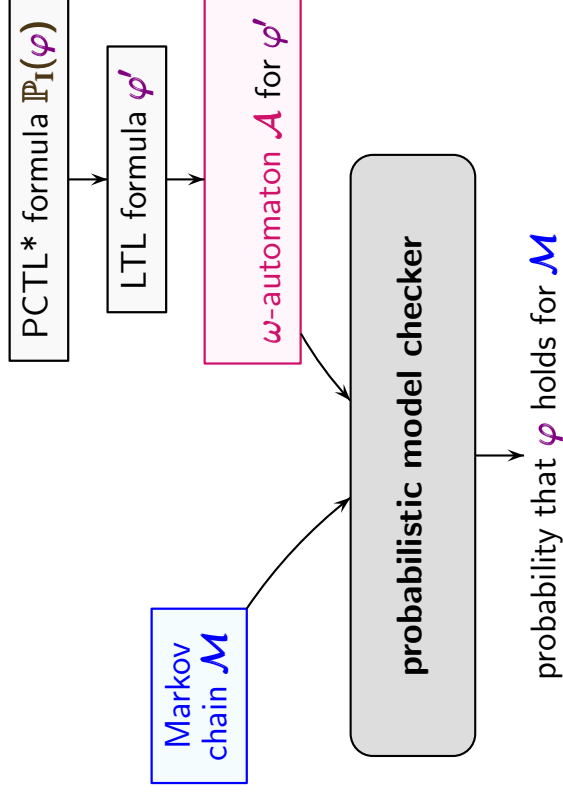 PCTL* formula ℙ_I(φ)
LTL formula φ'
ω-automaton 𝒜 for φ'
Markov
chain ℳ
probabilistic model checker
probability that φ holds for ℳ